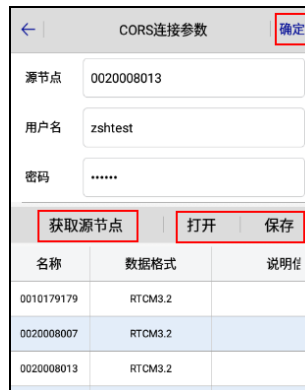 ← CORS连接参数 确定
源节点 0020008013
用户名 zshtest
密码 ······
获取源节点 打开 保存
名称 数据格式 说明信
0010179179 RTCM3.2
0020008007 RTCM3.2
0020008013 RTCM3.2